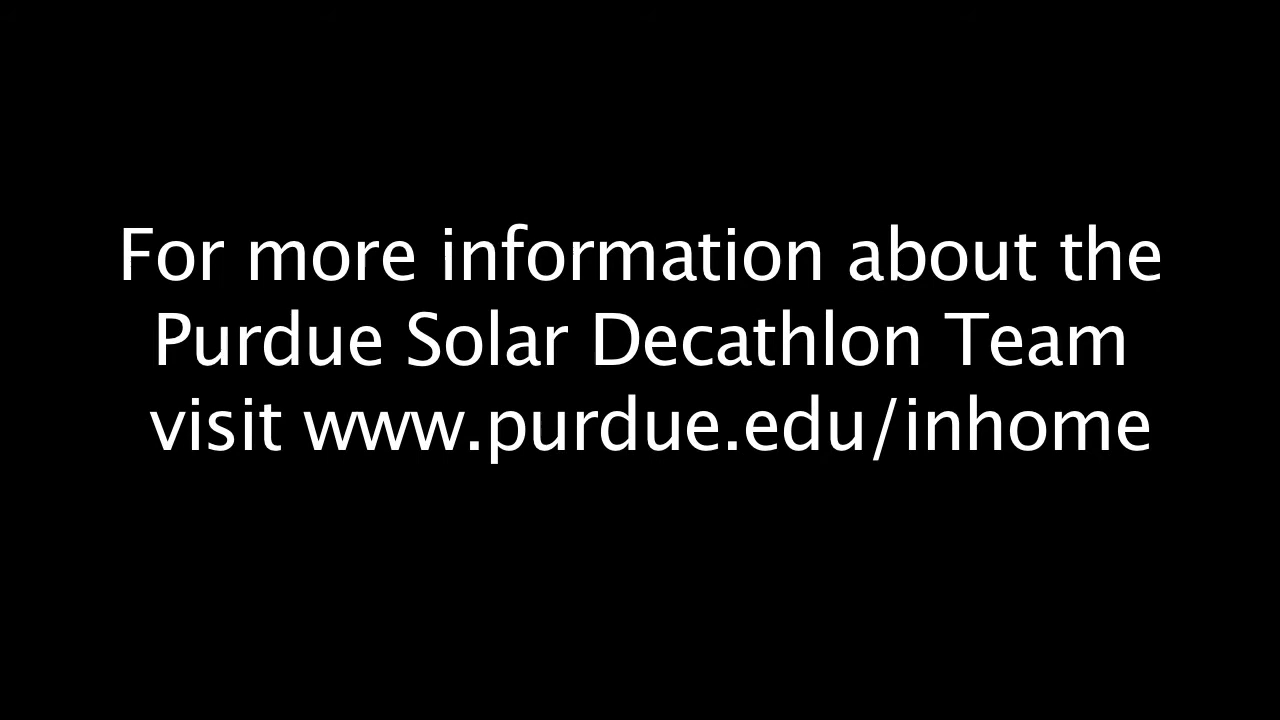 For more information about the
Purdue Solar Decathlon Team
visit www.purdue.edu/inhome